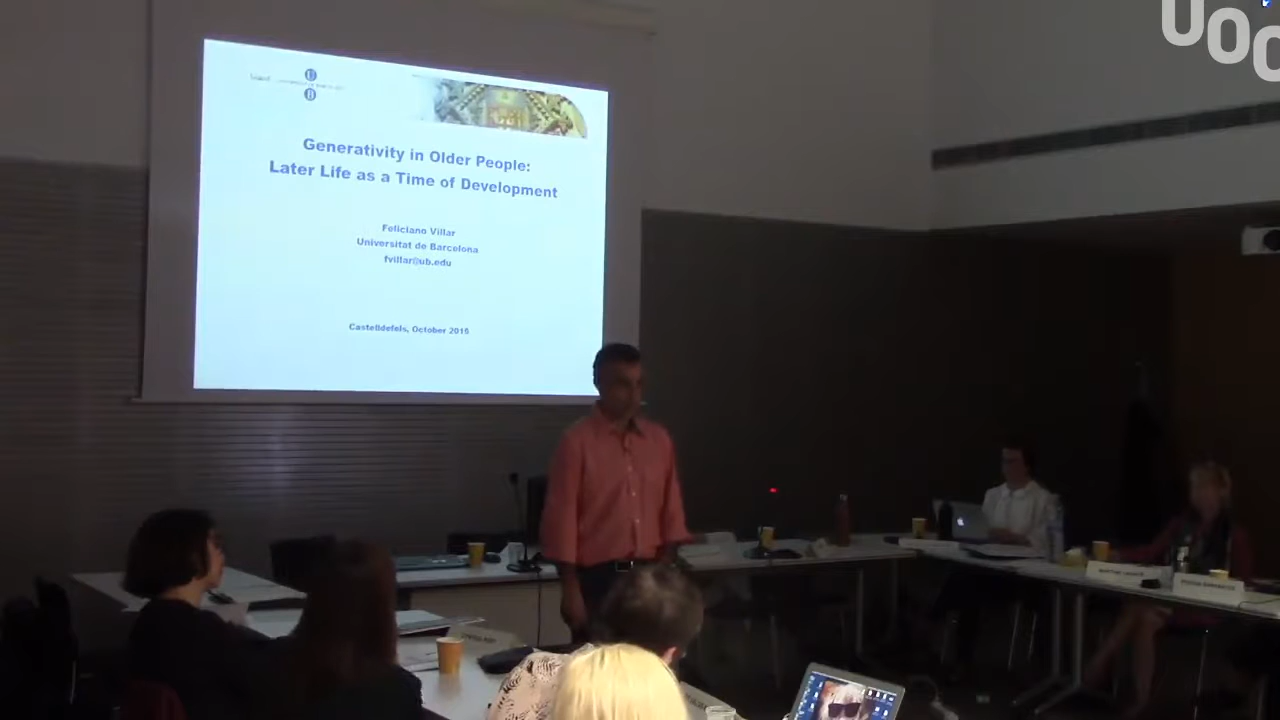 UOC
U
B
Generativity in Older People:
Later Life as a Time of Development
Feliciano Villar
Universitat de Barcelona
fvillar@ub.edu
Castelldefels, October 2015